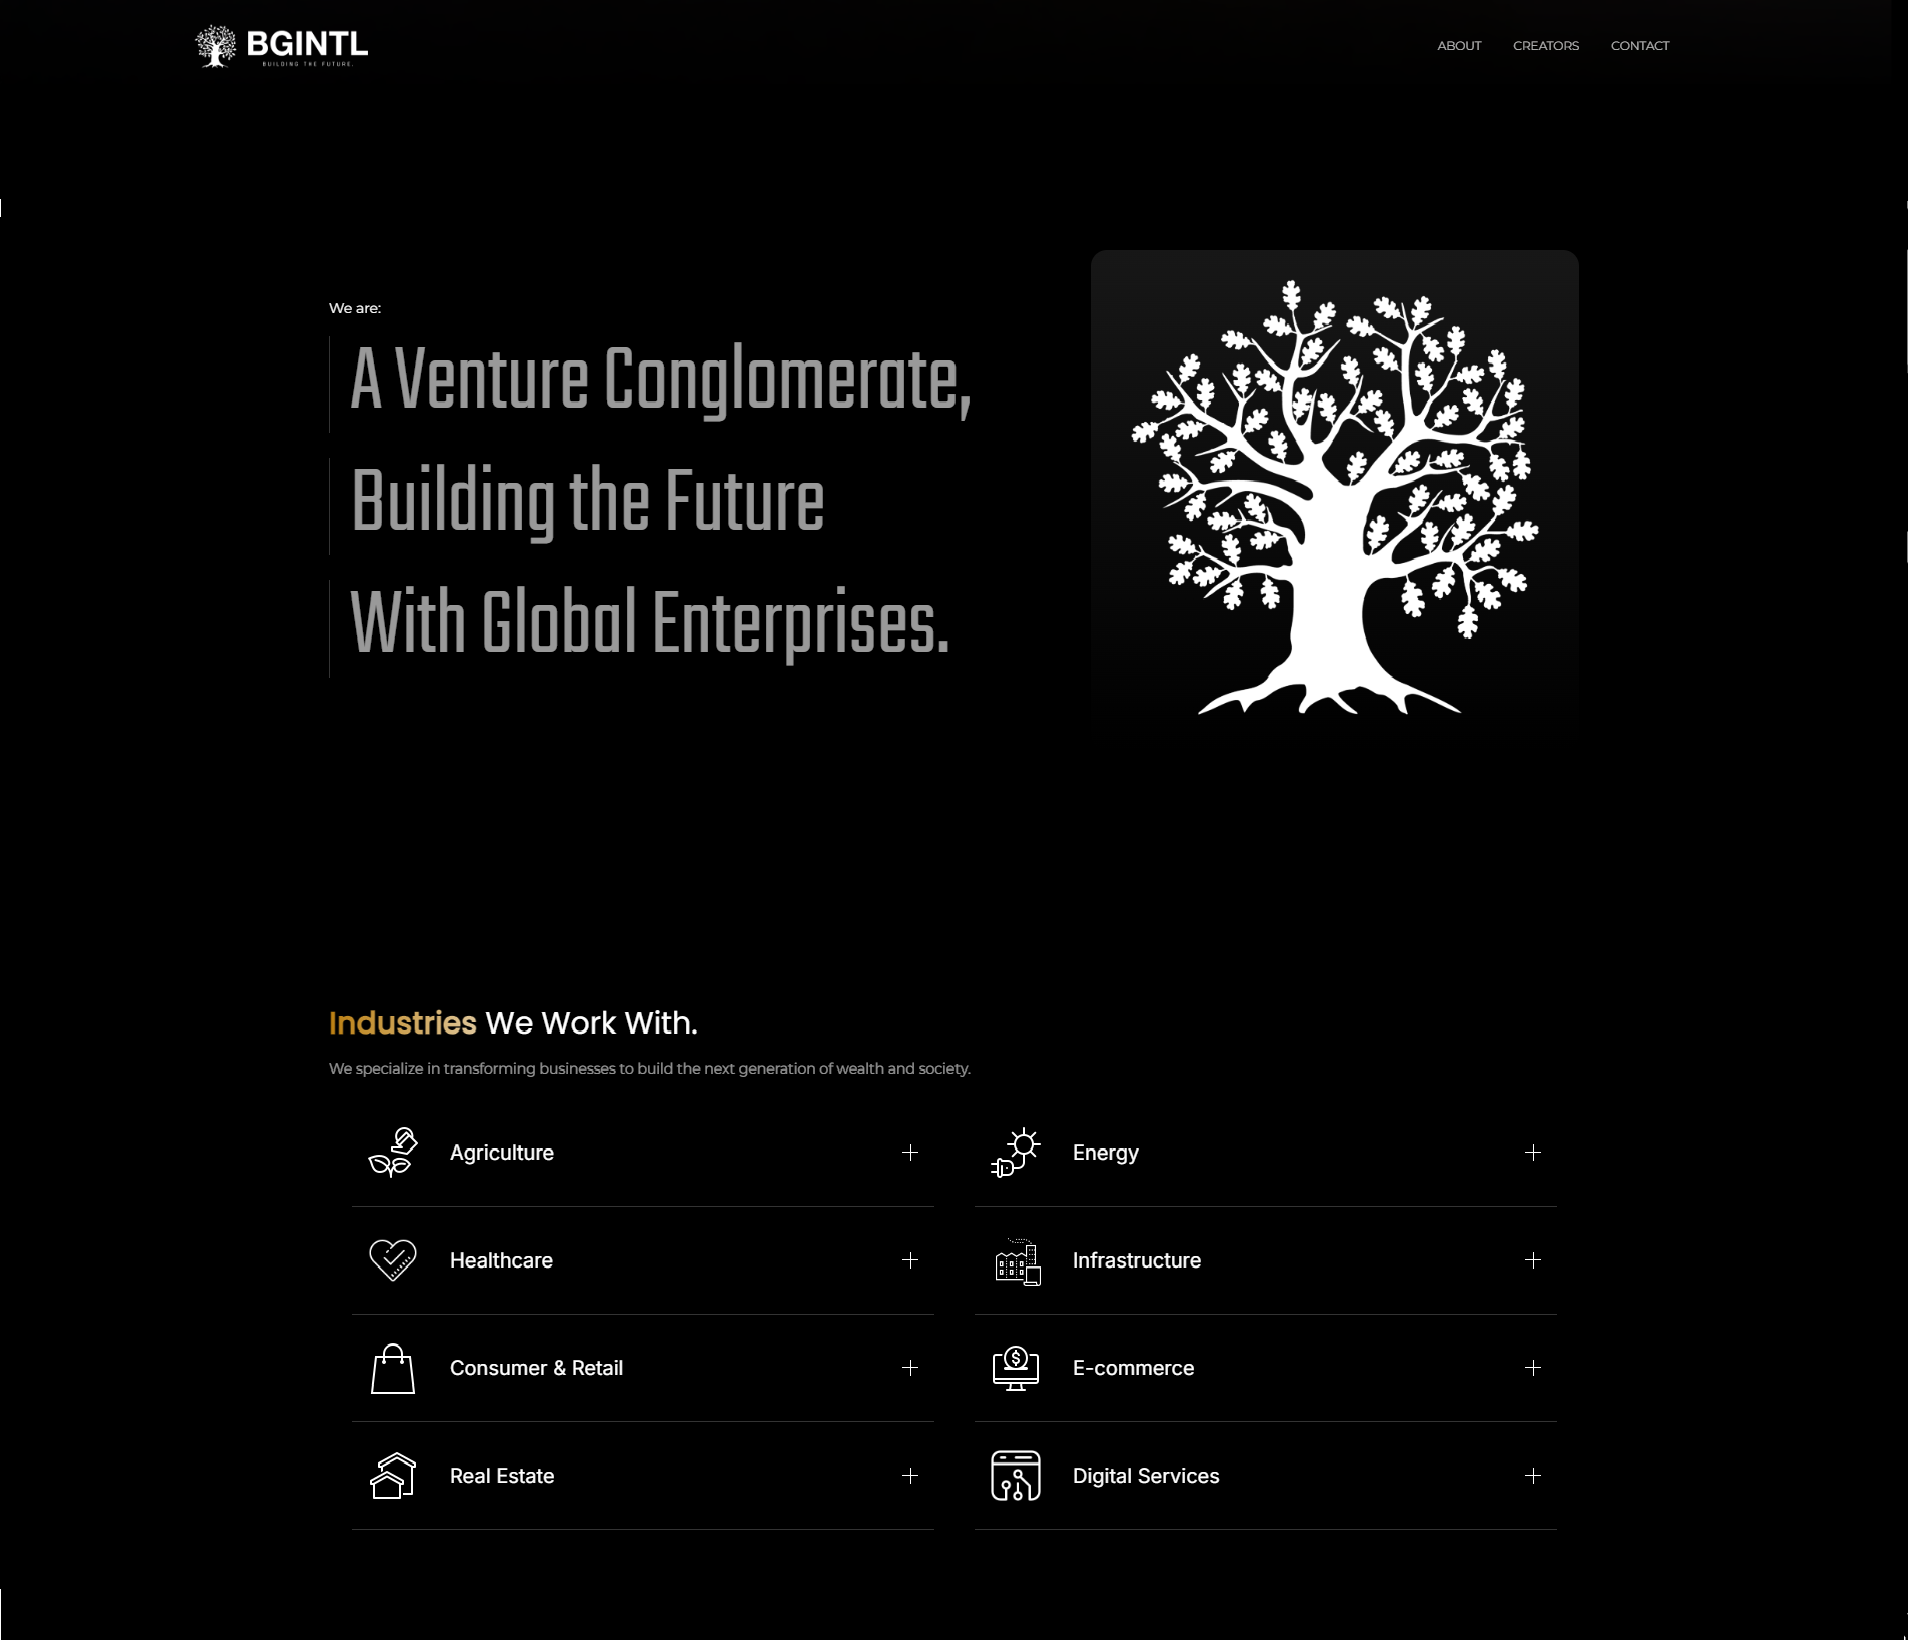 BGINTL
BUILDING THE FUTURE.
ABOUT CREATORS CONTACT
We are:
A Venture Conglomerate,
Building the Future
With Global Enterprises.
Industries We Work With.
We specialize in transforming businesses to build the next generation of wealth and society.
Agriculture
Energy
Healthcare
Infrastructure
Consumer & Retail
E-commerce
Real Estate
Digital Services